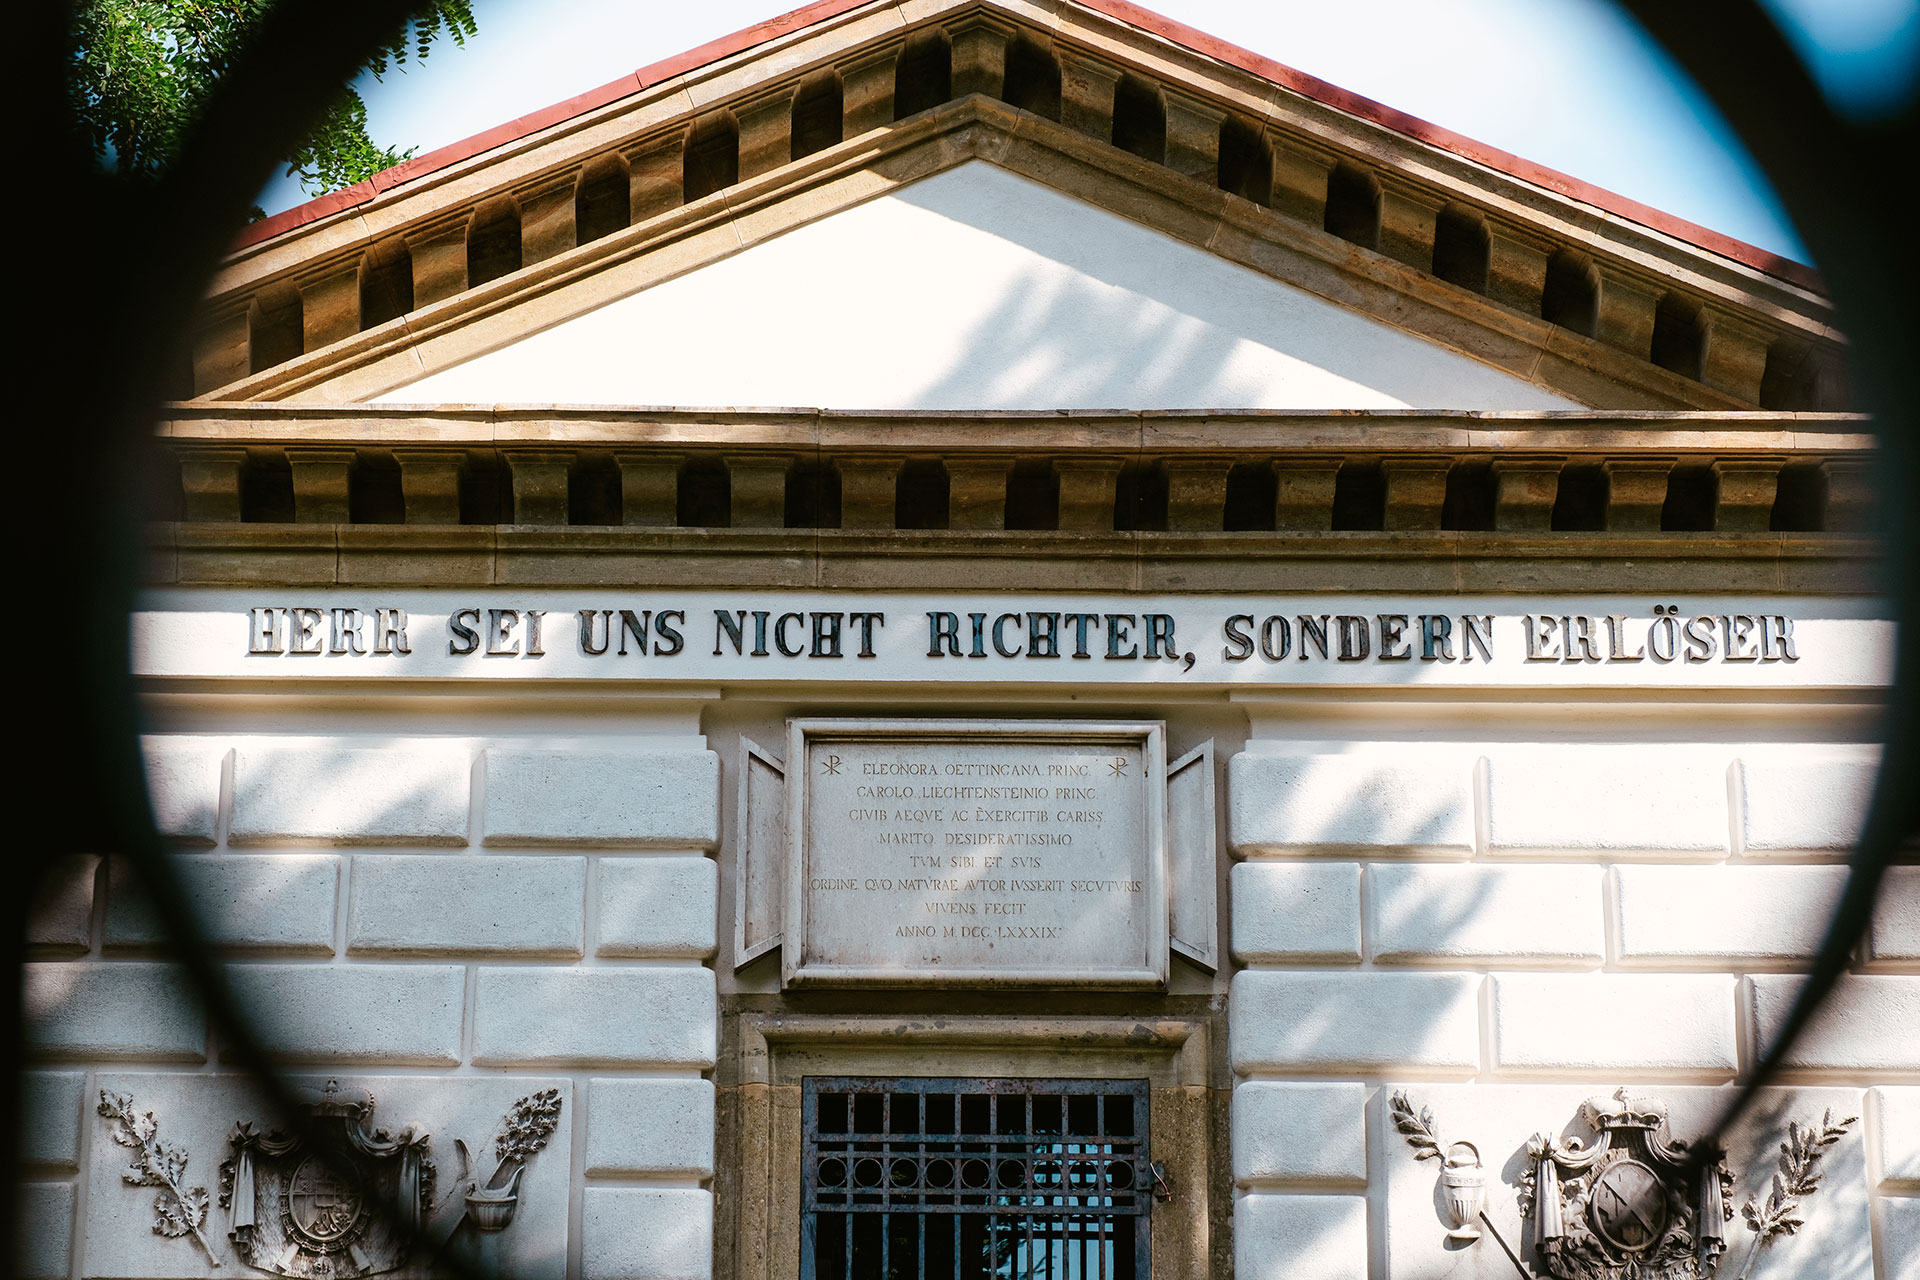 HERR SEI UNS NICHT RICHTER, SONDERN ERLÖSER
☧ ELEONORA. OETTINGANA. PRINC. ☧
CAROLO. LIECHTENSTEINIO. PRINC.
CIVIB. AEQVE. AC. EXERCITIB. CARISS.
MARITO. DESIDERATISSIMO.
TVM. SIBI. ET. SVIS.
ORDINE. QVO. NATVRAE. AVTOR. IVSSERIT. SECVTVRIS.
VIVENS. FECIT.
ANNO. M. DCC. LXXXIX.